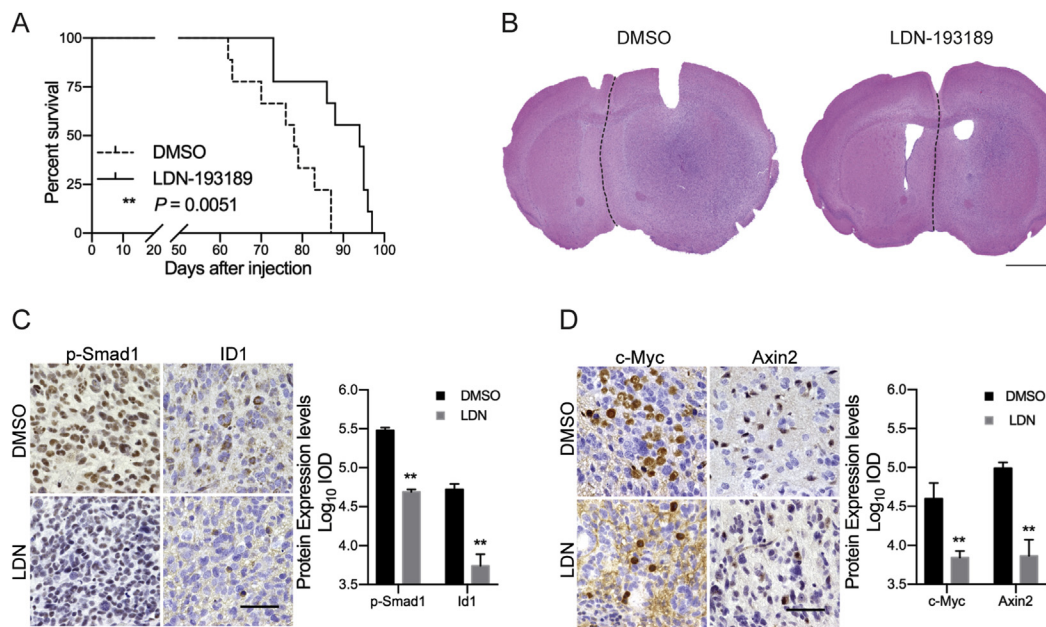 A
100
75
50
25
0
Percent survival
DMSO
LDN-193189
** P = 0.0051
0 10 20 50 60 70 80 90 100
Days after injection
B
DMSO
LDN-193189
C
p-Smad1
ID1
DMSO
LDN
Protein Expression levels
Log10 IOD
6.0
5.5
5.0
4.5
4.0
3.5
DMSO
LDN
**
**
p-Smad1
Id1
D
c-Myc
Axin2
DMSO
LDN
Protein Expression levels
Log10 IOD
6.0
5.5
5.0
4.5
4.0
3.5
DMSO
LDN
**
**
c-Myc
Axin2